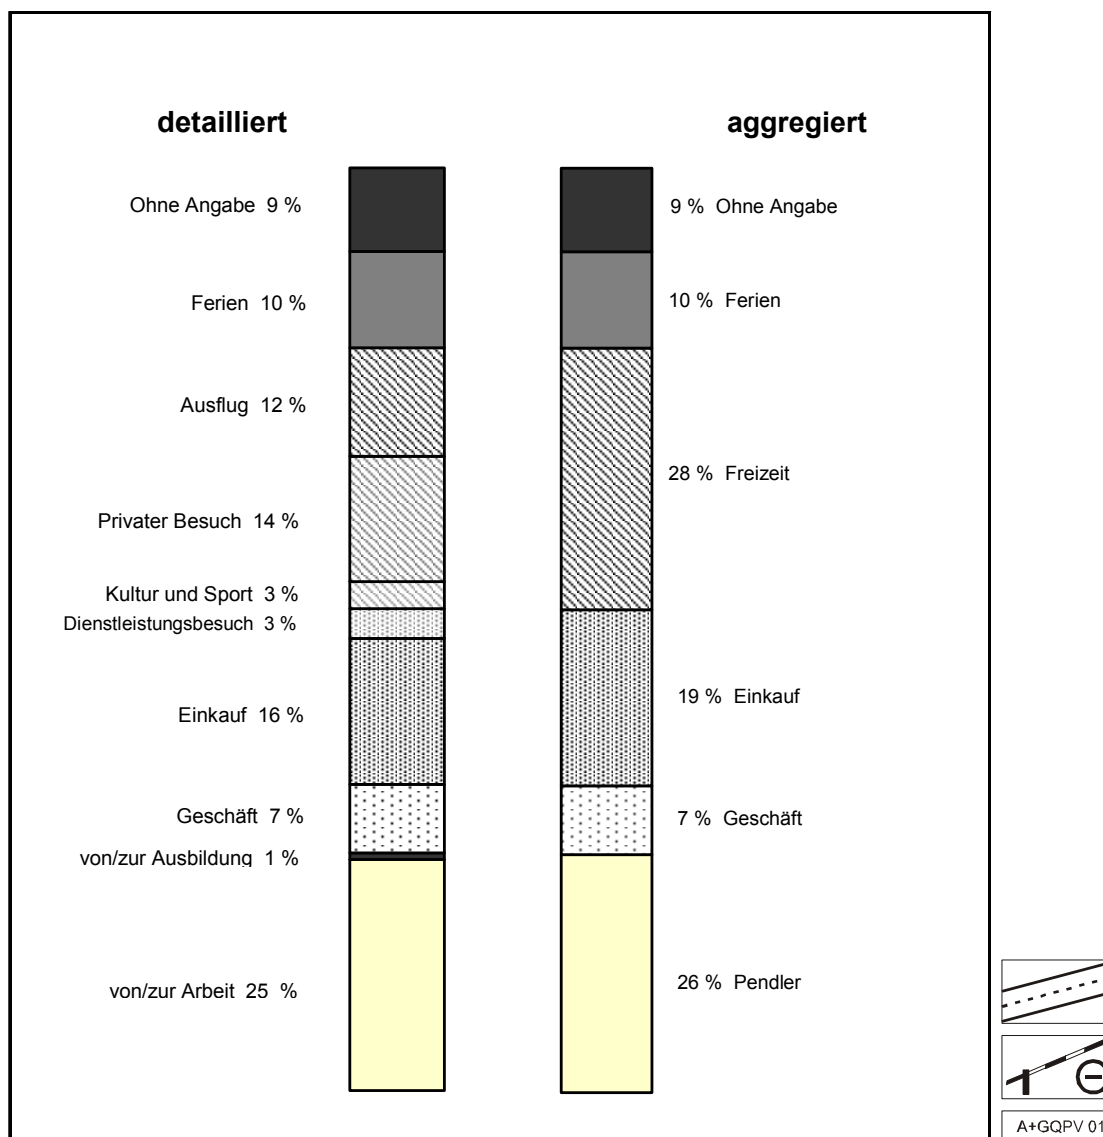 detailliert
aggregiert
Ohne Angabe 9 %
9 % Ohne Angabe
Ferien 10 %
10 % Ferien
Ausflug 12 %
28 % Freizeit
Privater Besuch 14 %
Kultur und Sport 3 %
Dienstleistungsbesuch 3 %
Einkauf 16 %
19 % Einkauf
Geschäft 7 %
7 % Geschäft
von/zur Ausbildung 1 %
von/zur Arbeit 25 %
26 % Pendler
A+GQPV 01